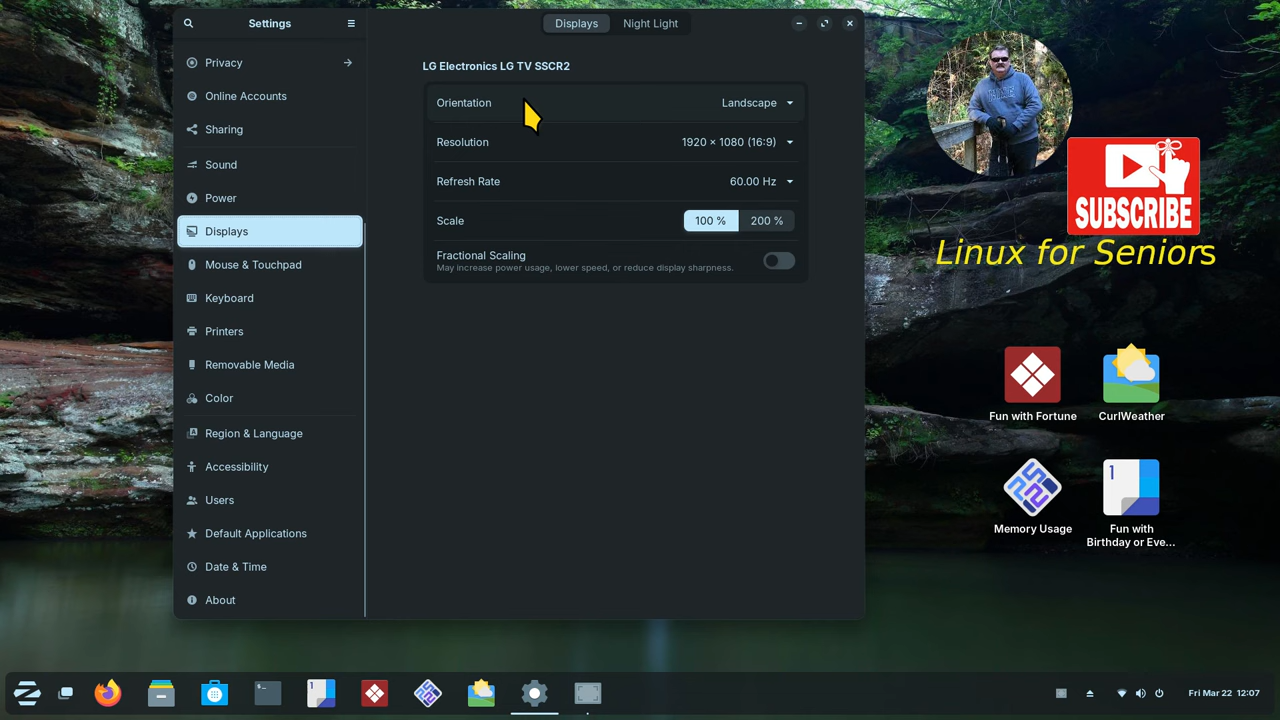 Settings
Displays
Night Light
Privacy
Online Accounts
Sharing
Sound
Power
Displays
Mouse & Touchpad
Keyboard
Printers
Removable Media
Color
Region & Language
Accessibility
Users
Default Applications
Date & Time
About
LG Electronics LG TV SSCR2
Orientation
Landscape
Resolution
1920 × 1080 (16:9)
Refresh Rate
60.00 Hz
Scale
100 %
200 %
Fractional Scaling
May increase power usage, lower speed, or reduce display sharpness.
SUBSCRIBE
Linux for Seniors
Fun with Fortune
CurlWeather
Memory Usage
1
Fun with
Birthday or Eve...
1
Fri Mar 22 12:07